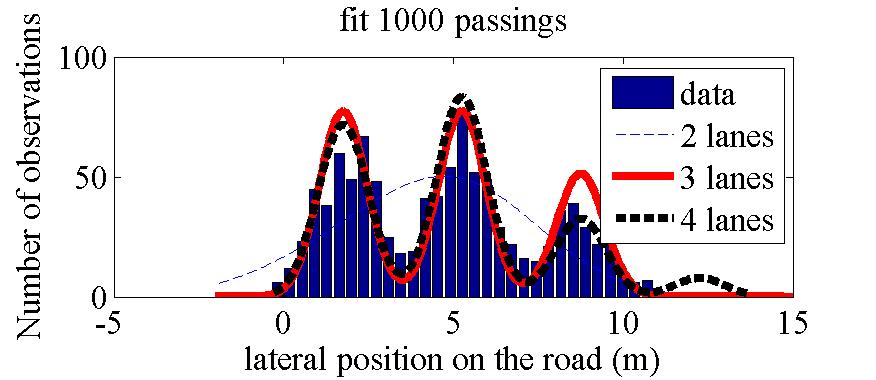 fit 1000 passings
Number of observations
100
50
0
-5
0
5
10
15
lateral position on the road (m)
data
2 lanes
3 lanes
4 lanes